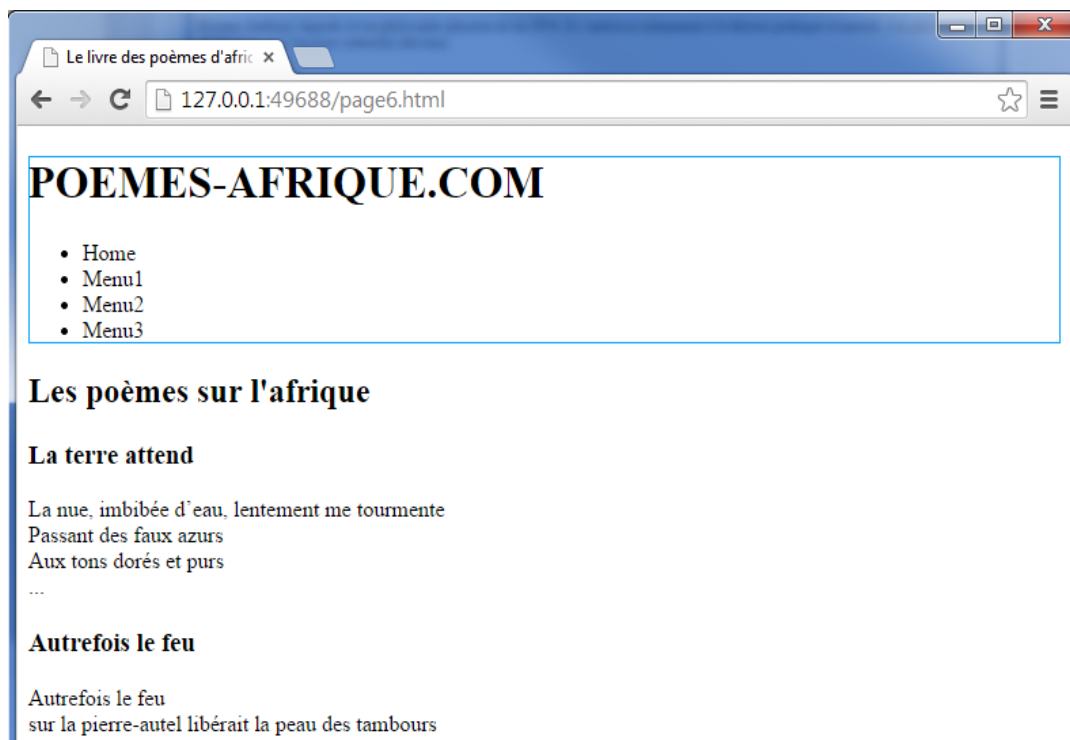 Le livre des poèmes d'afric
127.0.0.1:49688/page6.html
POEMES-AFRIQUE.COM
Home
Menu1
Menu2
Menu3
Les poèmes sur l'afrique
La terre attend
La nue, imbibée d’eau, lentement me tourmente
Passant des faux azurs
Aux tons dorés et purs
...
Autrefois le feu
Autrefois le feu
sur la pierre-autel libérait la peau des tambours